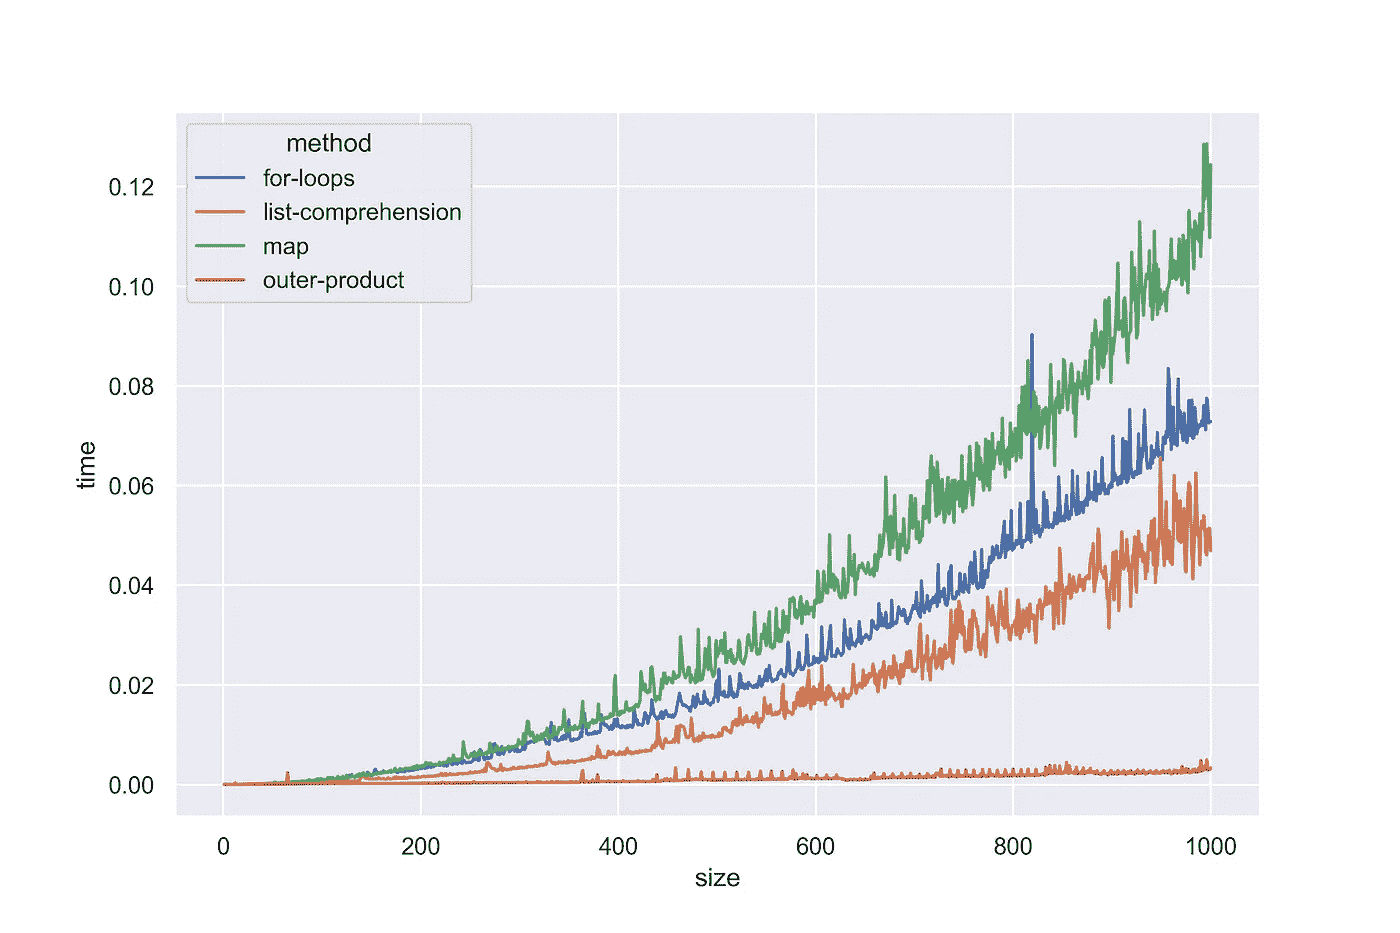 method
for-loops
list-comprehension
map
outer-product
0.12
0.10
0.08
0.06
0.04
0.02
0.00
time
0 200 400 600 800 1000
size